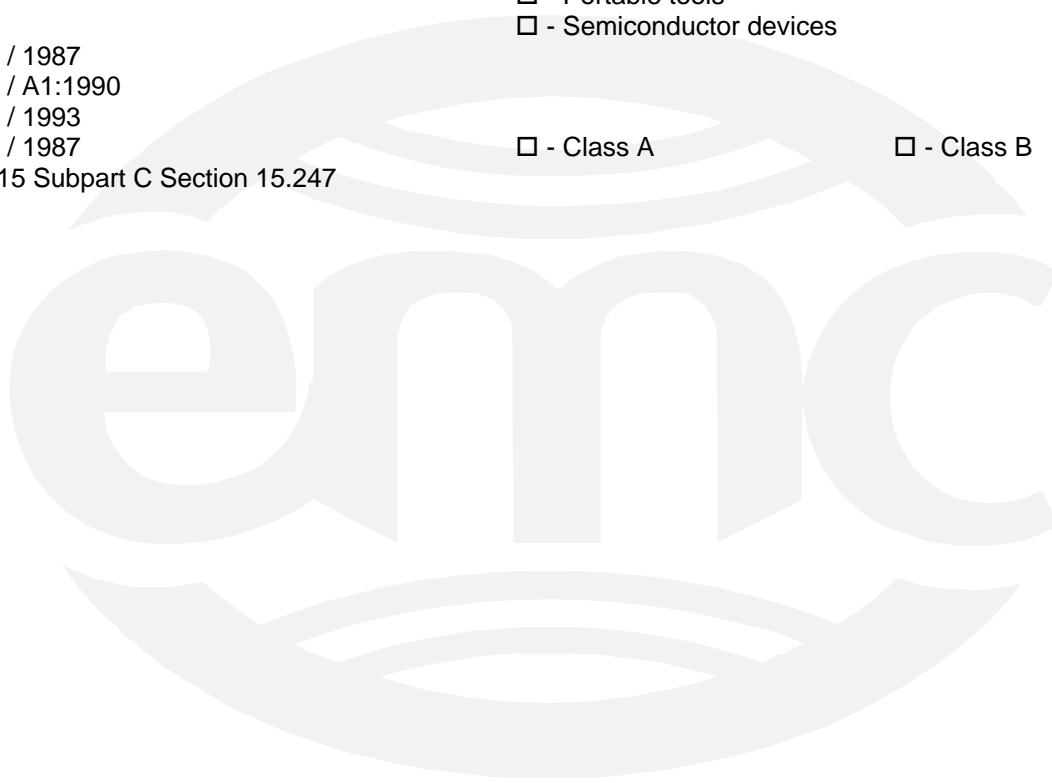 ☐ - Portable tools
☐ - Semiconductor devices
/ 1987
/ A1:1990
/ 1993
/ 1987 ☐ - Class A ☐ - Class B
15 Subpart C Section 15.247
emc